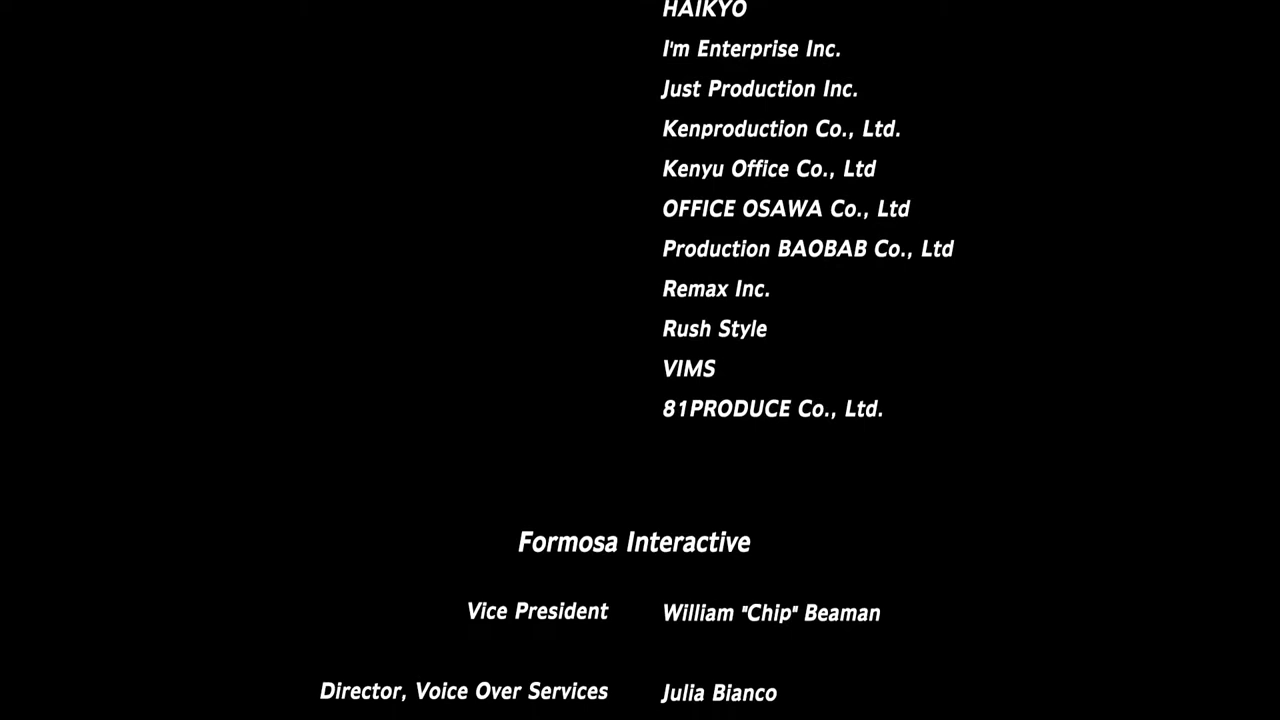 HAIKYO
I'm Enterprise Inc.
Just Production Inc.
Kenproduction Co., Ltd.
Kenyu Office Co., Ltd
OFFICE OSAWA Co., Ltd
Production BAOBAB Co., Ltd
Remax Inc.
Rush Style
VIMS
81PRODUCE Co., Ltd.
Formosa Interactive
Vice President William "Chip" Beaman
Director, Voice Over Services Julia Bianco